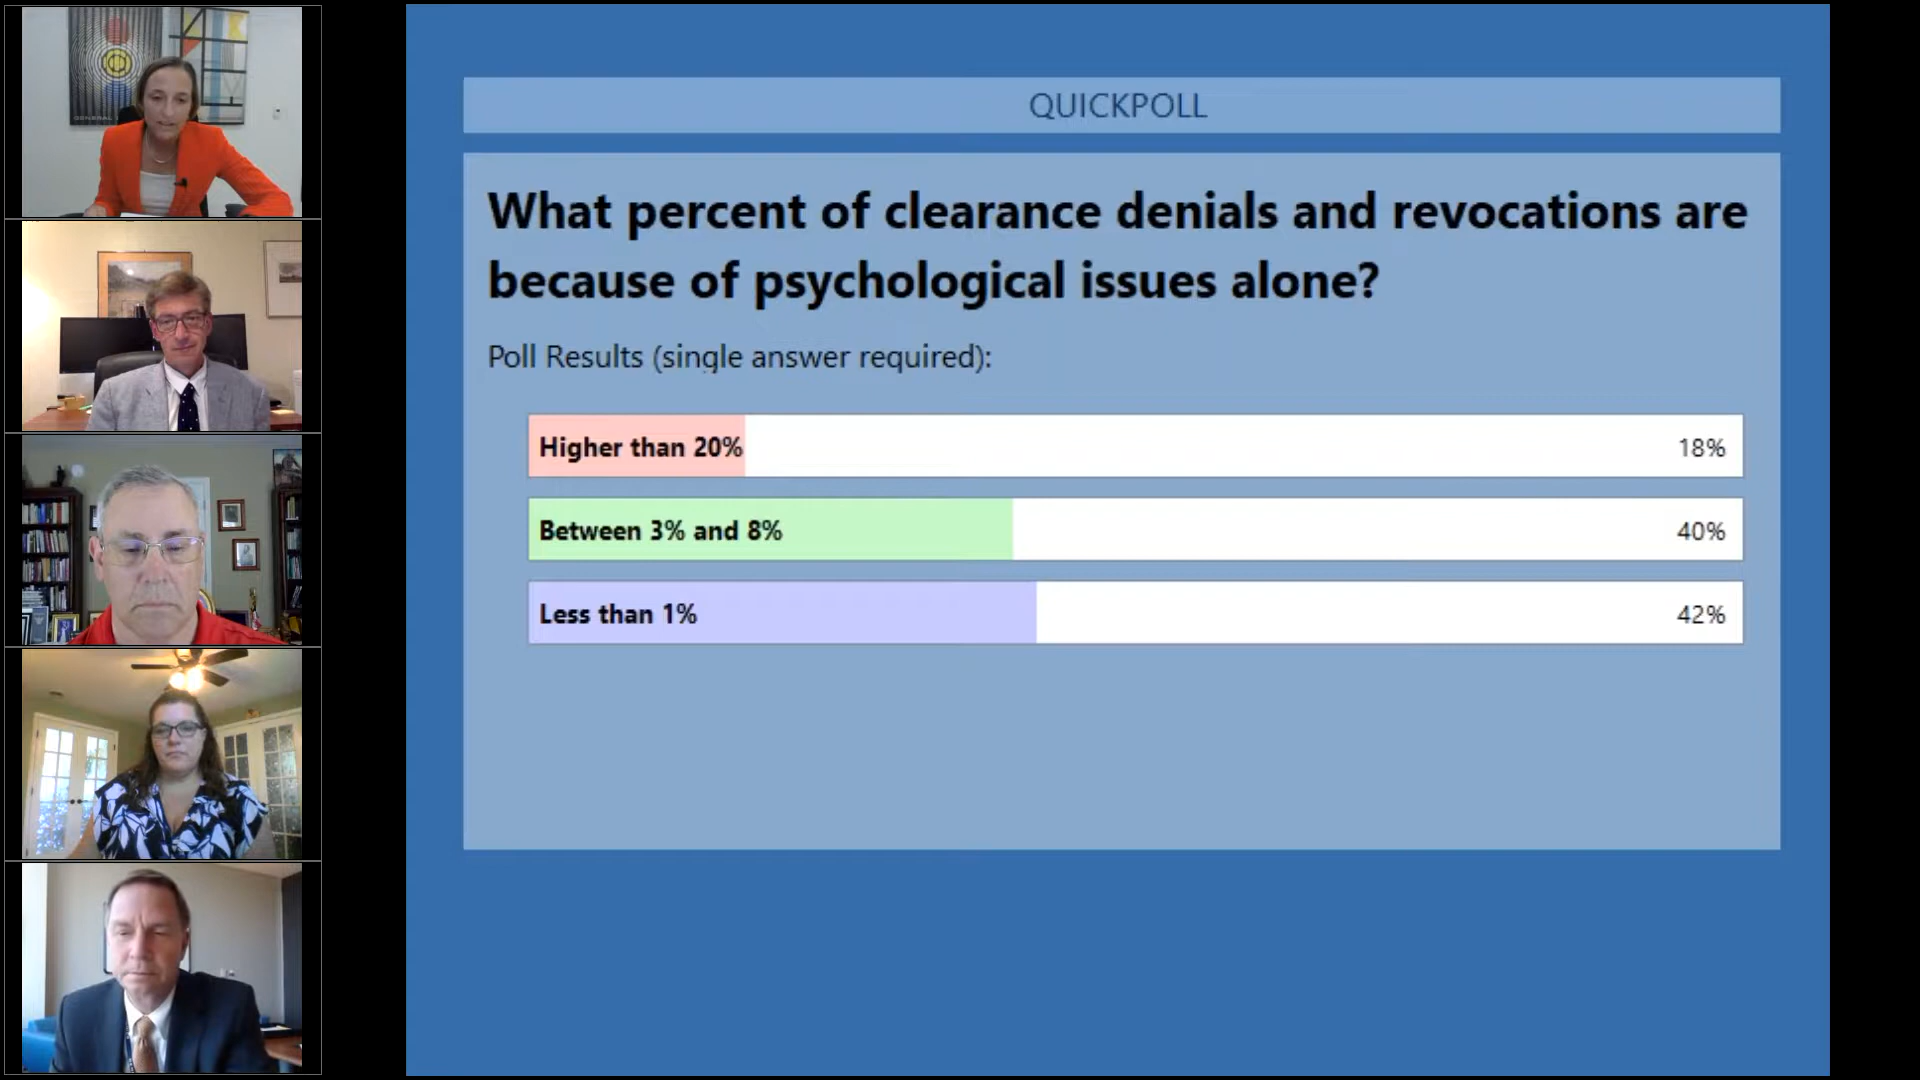 QUICKPOLL
What percent of clearance denials and revocations are
because of psychological issues alone?
Poll Results (single answer required):
Higher than 20% 18%
Between 3% and 8% 40%
Less than 1% 42%
GENERAL